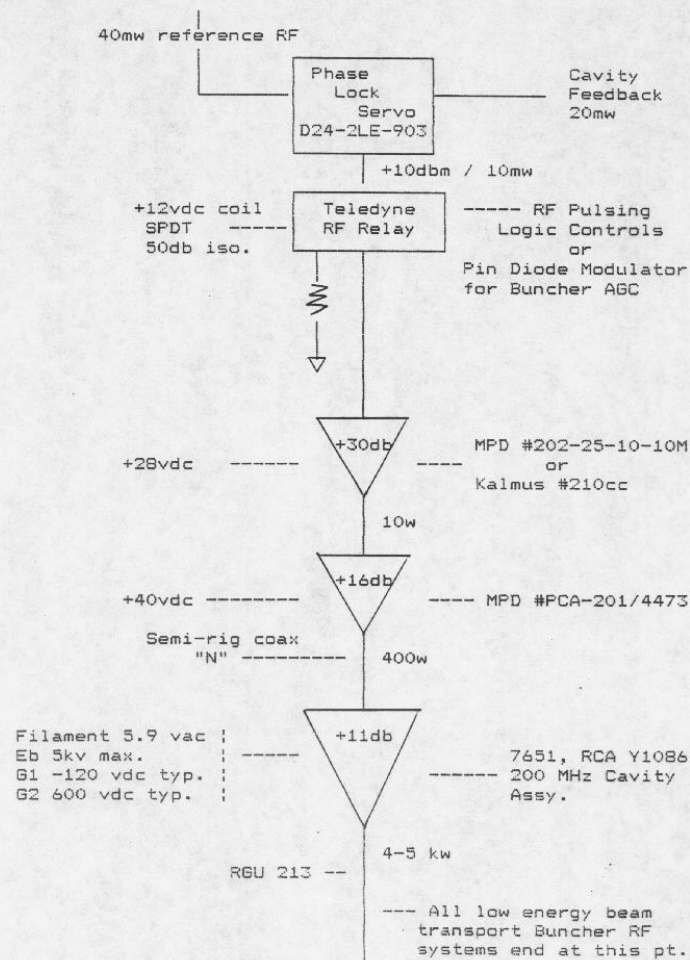 40mw reference RF
Phase
Lock
Servo
D24-2LE-903
Cavity
Feedback
20mw
+10dbm / 10mw
+12vdc coil
SPDT -----
50db iso.
Teledyne
RF Relay
----- RF Pulsing
Logic Controls
or
Pin Diode Modulator
for Buncher AGC
+30db
+28vdc ------
---- MPD #202-25-10-10M
or
Kalmus #210cc
10w
+16db
+40vdc ------
---- MPD #PCA-201/4473
Semi-rig coax
"N" --------
400w
+11db
Filament 5.9 vac ¦
Eb 5kv max. ¦ -----
G1 -120 vdc typ. ¦
G2 600 vdc typ. ¦
7651, RCA Y1086
------ 200 MHz Cavity
Assy.
4-5 kw
RGU 213 --
--- All low energy beam
transport Buncher RF
systems end at this pt.